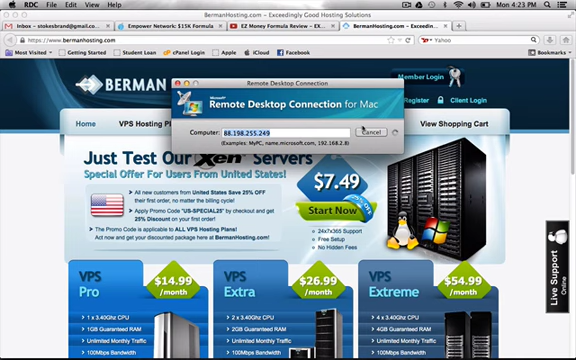 RDC File Edit View Window Help
Mon 4:23 PM
BermanHosting.com - Exceedingly Good Hosting Solutions
stokesbrand@gmail.co...
Empower Network: $15K Formula
EZ Money Formula Review - EX...
BermanHosting.com - Exceedi...
https://www.bermanhosting.com
Yahoo
Most Visited
Getting Started
Student Loan
cPanel Login
Apple
iCloud
Facebook
Bookmarks
BERMAN
Member Login
Register
Client Login
Remote Desktop Connection
Microsoft
Remote Desktop Connection for Mac
Computer: 88.198.255.249
Cancel
(Examples: MyPC, name.microsoft.com, 192.168.2.8)
Home
VPS Hosting Pl
View Shopping Cart
Just Test Our Xen Servers
Special Offer For Users From United States!
All new customers from United States Save 25% OFF
their first order, no matter the billing cycle!
Apply Promo Code "US-SPECIAL25" by checkout and get
25% Discount on your first order!
The Promo Code is applicable to ALL VPS Hosting Plans!
Act now and get your discounted package here at BermanHosting.com!
$7.49
Start Now
24x7x365 Support
Free Setup
No Hidden Fees
Live Support
Online
VPS
Pro
$14.99
/month
1 x 3.40Ghz CPU
1GB Guaranteed RAM
Unlimited Monthly Traffic
100Mbps Bandwidth
VPS
Extra
$26.99
/month
2 x 3.40Ghz CPU
2GB Guaranteed RAM
Unlimited Monthly Traffic
100Mbps Bandwidth
VPS
Extreme
$54.99
/month
4 x 3.40Ghz CPU
4GB Guaranteed RAM
Unlimited Monthly Traffic
100Mbps Bandwidth